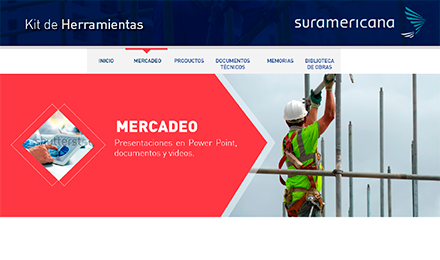 Kit de Herramientas
suramericana
INICIO
MERCADEO
PRODUCTOS
DOCUMENTOS
TÉCNICOS
MEMORIAS
BIBLIOTECA
DE OBRAS
shutterst
MERCADEO
Presentaciones en Power Point,
documentos y videos.